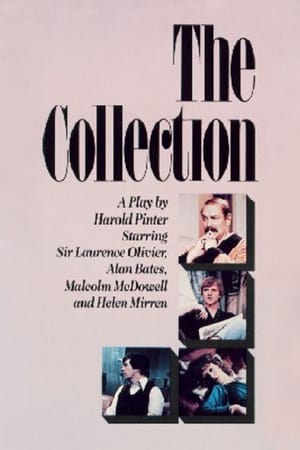 The
Collection
A Play by
Harold Pinter
Starring
Sir Laurence Olivier,
Alan Bates,
Malcolm McDowell
and Helen Mirren